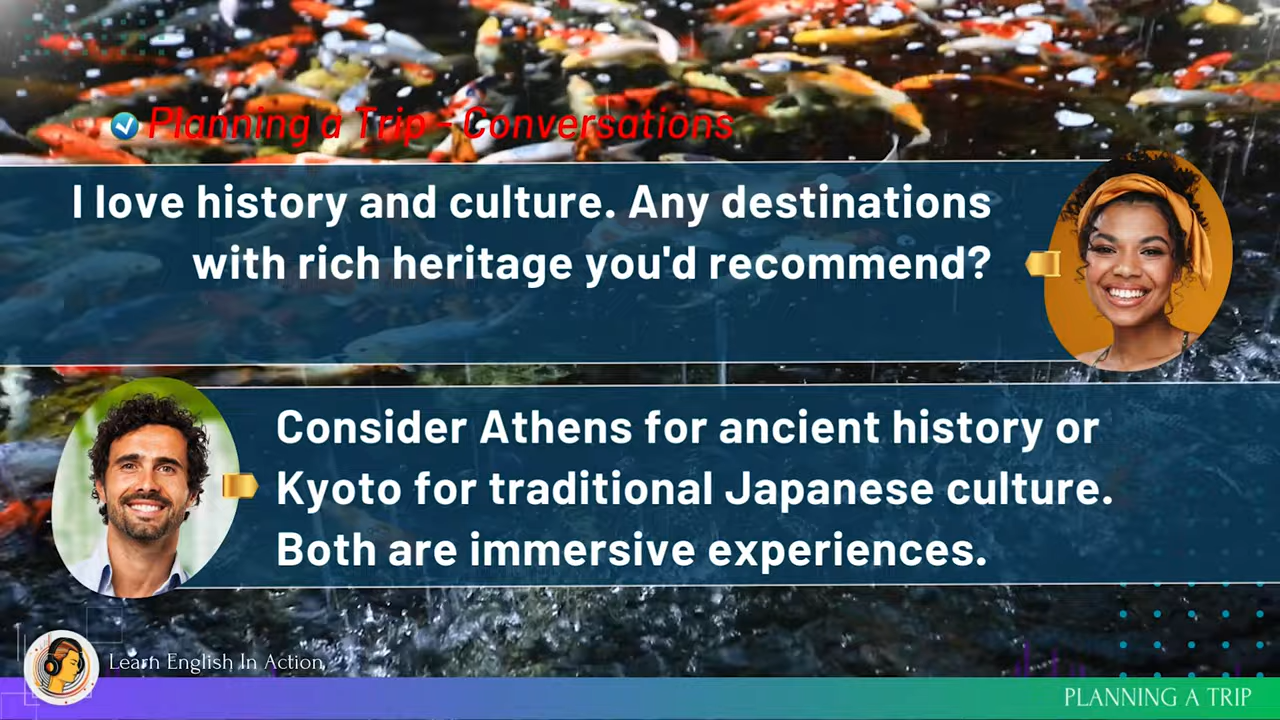 Planning a Trip - Conversations
I love history and culture. Any destinations
with rich heritage you'd recommend?
Consider Athens for ancient history or
Kyoto for traditional Japanese culture.
Both are immersive experiences.
Learn English In Action
PLANNING A TRIP